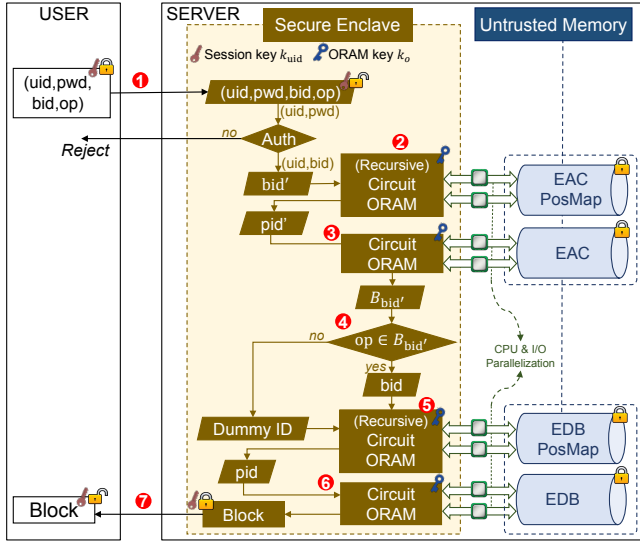 USER
SERVER
Secure Enclave
Untrusted Memory
Session key k_uid
ORAM key k_o
(uid,pwd,
bid,op)
1
(uid,pwd,bid,op)
(uid,pwd)
no
Auth
Reject
(uid,bid)
2
bid′
(Recursive)
Circuit
ORAM
EAC
PosMap
pid’
3
Circuit
ORAM
EAC
B_bid′
4
no
op ∈ B_bid′
CPU & I/O
Parallelization
yes
bid
5
Dummy ID
(Recursive)
Circuit
ORAM
EDB
PosMap
pid
6
Circuit
ORAM
EDB
Block
7
Block